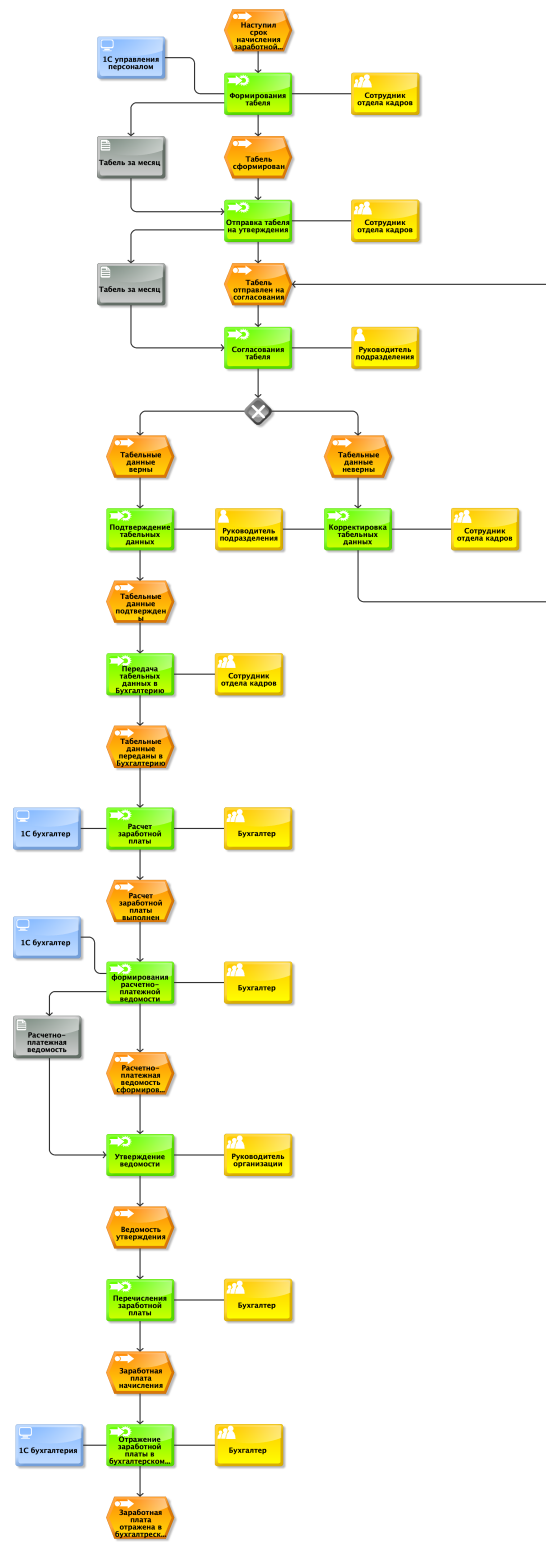 Наступил
срок
начисления
заработной...
1С управления
персоналом
Формирования
табеля
Сотрудник
отдела кадров
Табель за месяц
Табель
сформирован
Отправка табеля
на утверждения
Сотрудник
отдела кадров
Табель за месяц
Табель
отправлен на
согласования
Согласования
табеля
Руководитель
подразделения
Табельные
данные
верны
Табельные
данные
неверны
Подтверждение
табельных
данных
Руководитель
подразделения
Корректировка
табельных
данных
Сотрудник
отдела кадров
Табельные
данные
подтвержден
ы
Передача
табельных
данных в
Бухгалтерию
Сотрудник
отдела кадров
Табельные
данные
переданы в
Бухгалтерию
1С бухгалтер
Расчет
заработной
платы
Бухгалтер
Расчет
заработной
платы
выполнен
1С бухгалтер
формирования
расчетно-
платежной
ведомости
Бухгалтер
Расчетно-
платежная
ведомость
Расчетно-
платежная
ведомость
сформиров...
Утверждение
ведомости
Руководитель
организации
Ведомость
утверждения
Перечисления
заработной
платы
Бухгалтер
Заработная
плата
начисления
1С бухгалтерия
Отражение
заработной
платы в
бухгалтерском...
Бухгалтер
Заработная
плата
отражена в
бухгалтреск...